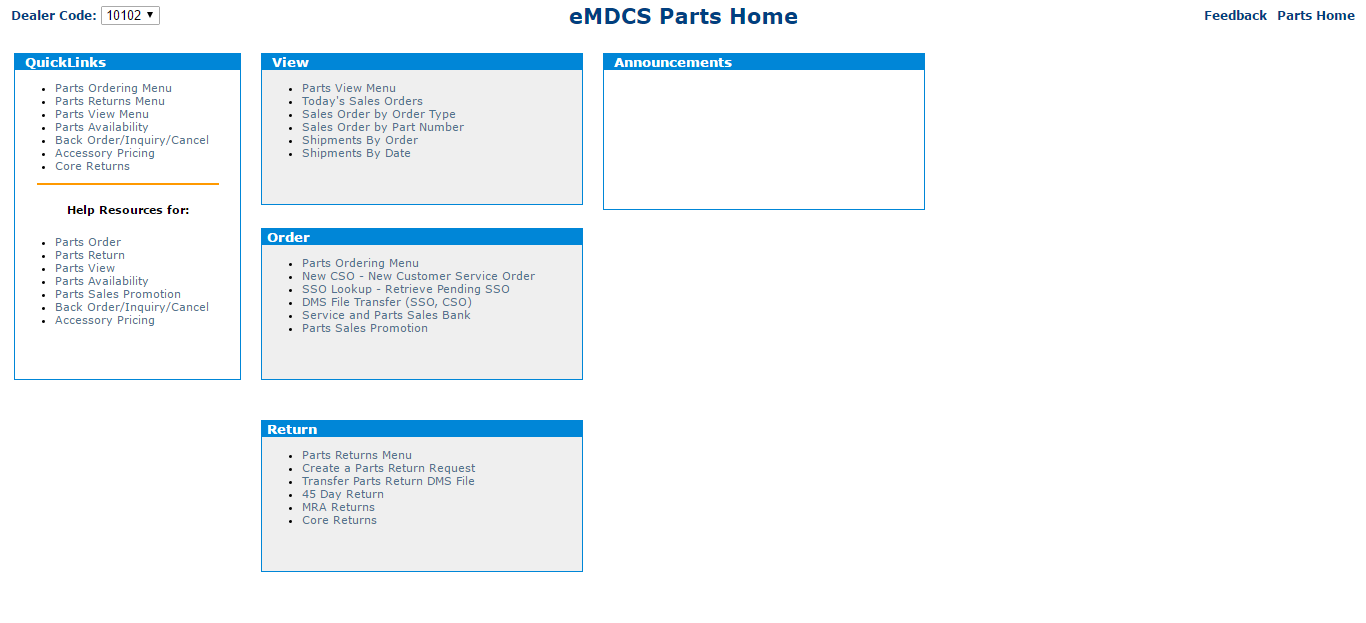 Dealer Code: 10102
eMDCS Parts Home
Feedback Parts Home
QuickLinks
Parts Ordering Menu
Parts Returns Menu
Parts View Menu
Parts Availability
Back Order/Inquiry/Cancel
Accessory Pricing
Core Returns
Help Resources for:
Parts Order
Parts Return
Parts View
Parts Availability
Parts Sales Promotion
Back Order/Inquiry/Cancel
Accessory Pricing
View
Parts View Menu
Today's Sales Orders
Sales Order by Order Type
Sales Order by Part Number
Shipments By Order
Shipments By Date
Order
Parts Ordering Menu
New CSO - New Customer Service Order
SSO Lookup - Retrieve Pending SSO
DMS File Transfer (SSO, CSO)
Service and Parts Sales Bank
Parts Sales Promotion
Return
Parts Returns Menu
Create a Parts Return Request
Transfer Parts Return DMS File
45 Day Return
MRA Returns
Core Returns
Announcements